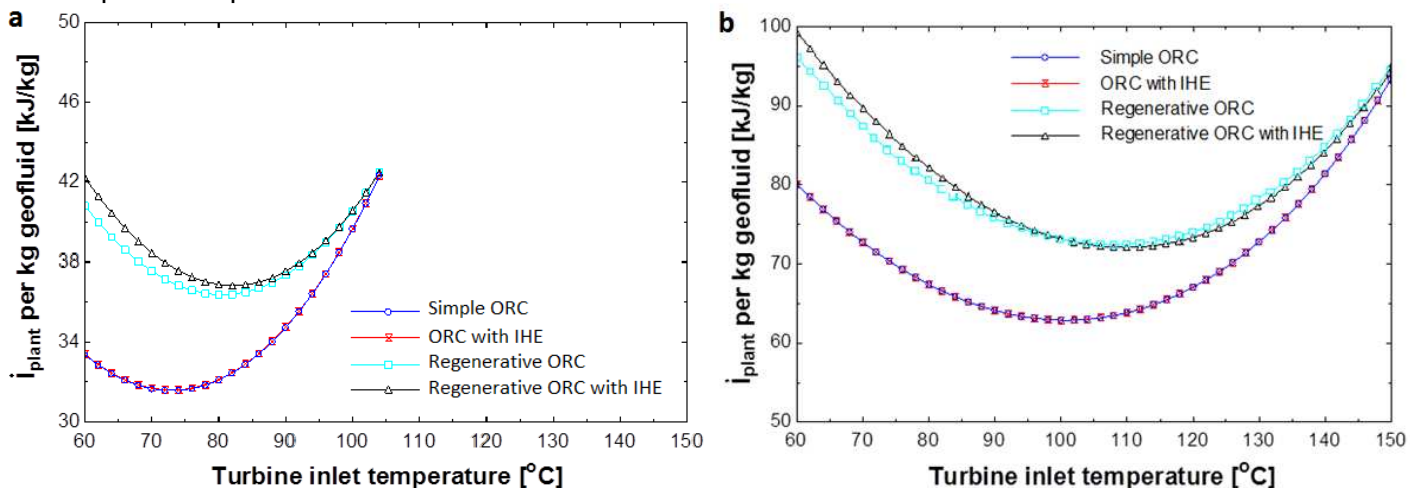 a
50
46
42
38
34
30
60 70 80 90 100 110 120 130 140 150
i_plant per kg geofluid [kJ/kg]
Turbine inlet temperature [°C]
Simple ORC
ORC with IHE
Regenerative ORC
Regenerative ORC with IHE
b
100
90
80
70
60
50
60 70 80 90 100 110 120 130 140 150
i_plant per kg geofluid [kJ/kg]
Turbine inlet temperature [°C]
Simple ORC
ORC with IHE
Regenerative ORC
Regenerative ORC with IHE